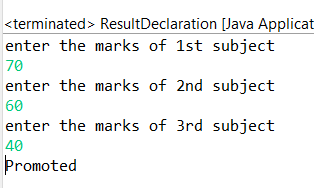 <terminated> ResultDeclaration [Java Applicat
enter the marks of 1st subject
70
enter the marks of 2nd subject
60
enter the marks of 3rd subject
40
Promoted